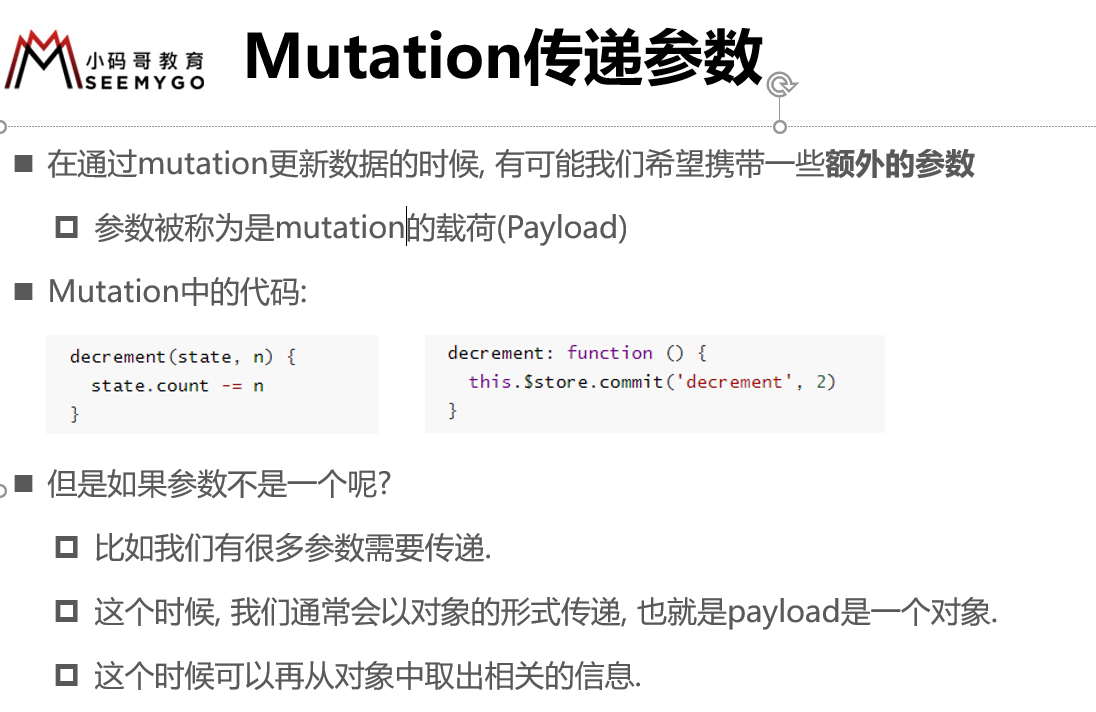 小码哥教育
SEEMYGO
Mutation传递参数
在通过mutation更新数据的时候, 有可能我们希望携带一些额外的参数
参数被称为是mutation的载荷(Payload)
Mutation中的代码:
decrement(state, n) {
  state.count -= n
}
decrement: function () {
  this.$store.commit('decrement', 2)
}
但是如果参数不是一个呢?
比如我们有很多参数需要传递.
这个时候, 我们通常会以对象的形式传递, 也就是payload是一个对象.
这个时候可以再从对象中取出相关的信息.